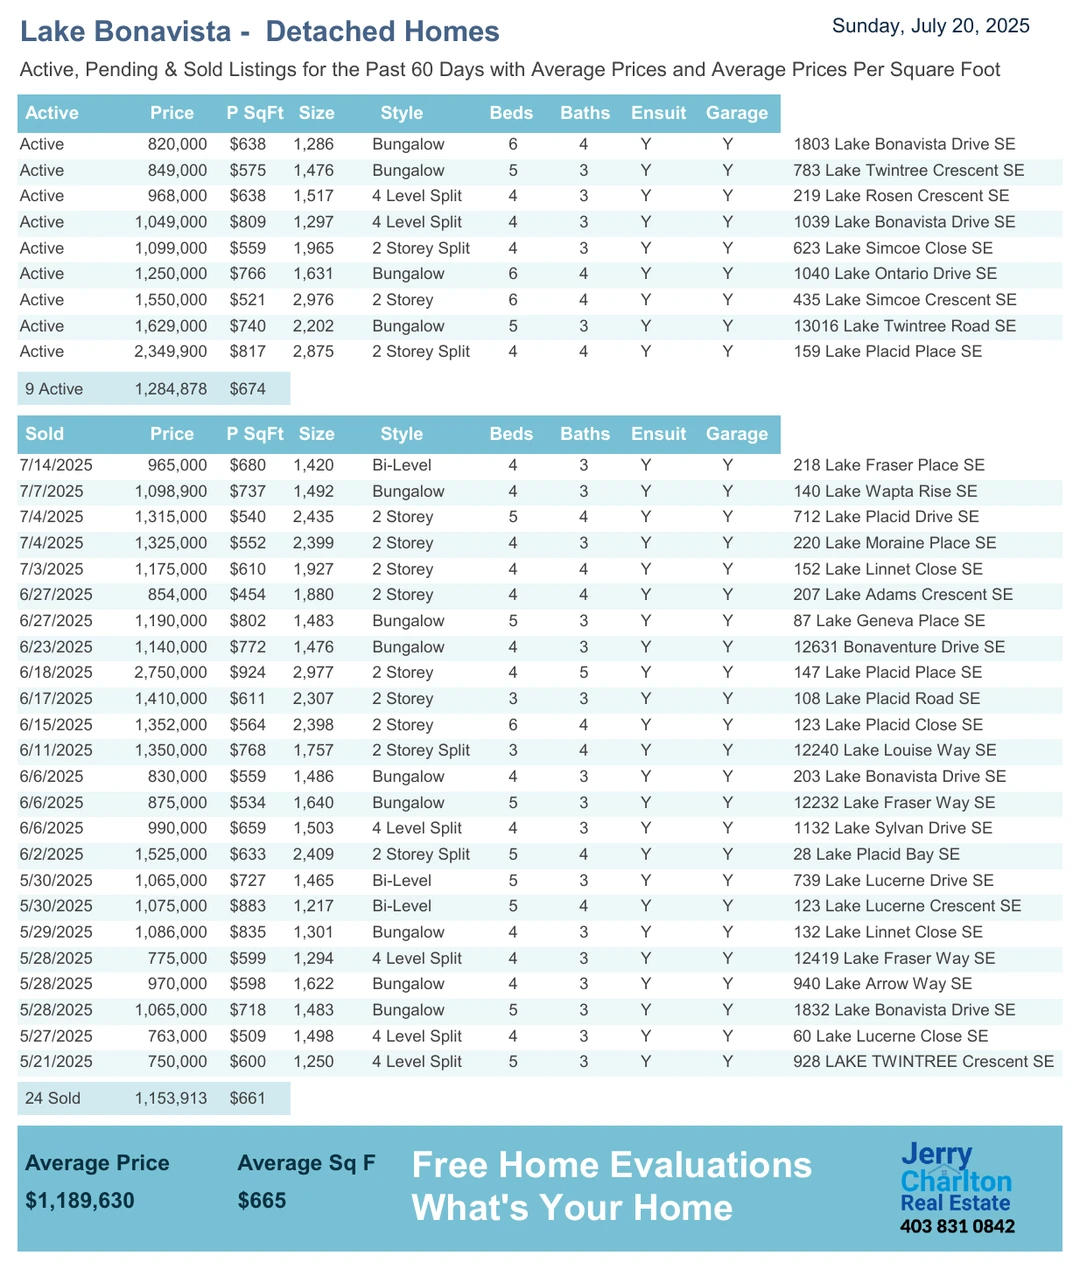 Lake Bonavista -  Detached Homes
Sunday, July 20, 2025
Active, Pending & Sold Listings for the Past 60 Days with Average Prices and Average Prices Per Square Foot
Active Price P SqFt Size Style Beds Baths Ensuit Garage
Active 820,000 $638 1,286 Bungalow 6 4 Y Y 1803 Lake Bonavista Drive SE
Active 849,000 $575 1,476 Bungalow 5 3 Y Y 783 Lake Twintree Crescent SE
Active 968,000 $638 1,517 4 Level Split 4 3 Y Y 219 Lake Rosen Crescent SE
Active 1,049,000 $809 1,297 4 Level Split 4 3 Y Y 1039 Lake Bonavista Drive SE
Active 1,099,000 $559 1,965 2 Storey Split 4 3 Y Y 623 Lake Simcoe Close SE
Active 1,250,000 $766 1,631 Bungalow 6 4 Y Y 1040 Lake Ontario Drive SE
Active 1,550,000 $521 2,976 2 Storey 6 4 Y Y 435 Lake Simcoe Crescent SE
Active 1,629,000 $740 2,202 Bungalow 5 3 Y Y 13016 Lake Twintree Road SE
Active 2,349,900 $817 2,875 2 Storey Split 4 4 Y Y 159 Lake Placid Place SE
9 Active 1,284,878 $674
Sold Price P SqFt Size Style Beds Baths Ensuit Garage
7/14/2025 965,000 $680 1,420 Bi-Level 4 3 Y Y 218 Lake Fraser Place SE
7/7/2025 1,098,900 $737 1,492 Bungalow 4 3 Y Y 140 Lake Wapta Rise SE
7/4/2025 1,315,000 $540 2,435 2 Storey 5 4 Y Y 712 Lake Placid Drive SE
7/4/2025 1,325,000 $552 2,399 2 Storey 4 3 Y Y 220 Lake Moraine Place SE
7/3/2025 1,175,000 $610 1,927 2 Storey 4 4 Y Y 152 Lake Linnet Close SE
6/27/2025 854,000 $454 1,880 2 Storey 4 4 Y Y 207 Lake Adams Crescent SE
6/27/2025 1,190,000 $802 1,483 Bungalow 5 3 Y Y 87 Lake Geneva Place SE
6/23/2025 1,140,000 $772 1,476 Bungalow 4 3 Y Y 12631 Bonaventure Drive SE
6/18/2025 2,750,000 $924 2,977 2 Storey 4 5 Y Y 147 Lake Placid Place SE
6/17/2025 1,410,000 $611 2,307 2 Storey 3 3 Y Y 108 Lake Placid Road SE
6/15/2025 1,352,000 $564 2,398 2 Storey 6 4 Y Y 123 Lake Placid Close SE
6/11/2025 1,350,000 $768 1,757 2 Storey Split 3 4 Y Y 12240 Lake Louise Way SE
6/6/2025 830,000 $559 1,486 Bungalow 4 3 Y Y 203 Lake Bonavista Drive SE
6/6/2025 875,000 $534 1,640 Bungalow 5 3 Y Y 12232 Lake Fraser Way SE
6/6/2025 990,000 $659 1,503 4 Level Split 4 3 Y Y 1132 Lake Sylvan Drive SE
6/2/2025 1,525,000 $633 2,409 2 Storey Split 5 4 Y Y 28 Lake Placid Bay SE
5/30/2025 1,065,000 $727 1,465 Bi-Level 5 3 Y Y 739 Lake Lucerne Drive SE
5/30/2025 1,075,000 $883 1,217 Bi-Level 5 4 Y Y 123 Lake Lucerne Crescent SE
5/29/2025 1,086,000 $835 1,301 Bungalow 4 3 Y Y 132 Lake Linnet Close SE
5/28/2025 775,000 $599 1,294 4 Level Split 4 3 Y Y 12419 Lake Fraser Way SE
5/28/2025 970,000 $598 1,622 Bungalow 4 3 Y Y 940 Lake Arrow Way SE
5/28/2025 1,065,000 $718 1,483 Bungalow 5 3 Y Y 1832 Lake Bonavista Drive SE
5/27/2025 763,000 $509 1,498 4 Level Split 4 3 Y Y 60 Lake Lucerne Close SE
5/21/2025 750,000 $600 1,250 4 Level Split 5 3 Y Y 928 LAKE TWINTREE Crescent SE
24 Sold 1,153,913 $661
Average Price Average Sq F
$1,189,630 $665
Free Home Evaluations
What's Your Home
Jerry
Charlton
Real Estate
403 831 0842